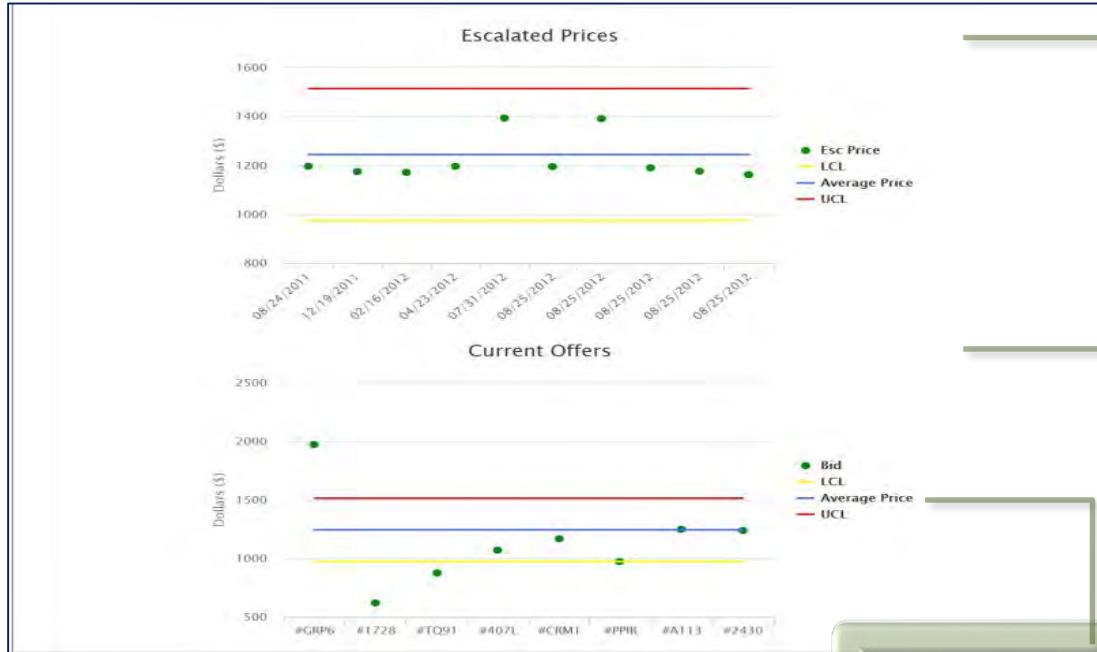 Escalated Prices
1600
1400
1200
1000
800
Dollars ($)
08/24/2011
12/19/2011
02/16/2012
04/23/2012
07/31/2012
08/25/2012
08/25/2012
08/25/2012
08/25/2012
08/25/2012
Esc Price
LCL
Average Price
UCL
Current Offers
2500
2000
1500
1000
500
Dollars ($)
#GRP6
#1728
#TQ91
#407L
#CRM1
#PPIR
#A113
#2430
Bid
LCL
Average Price
UCL